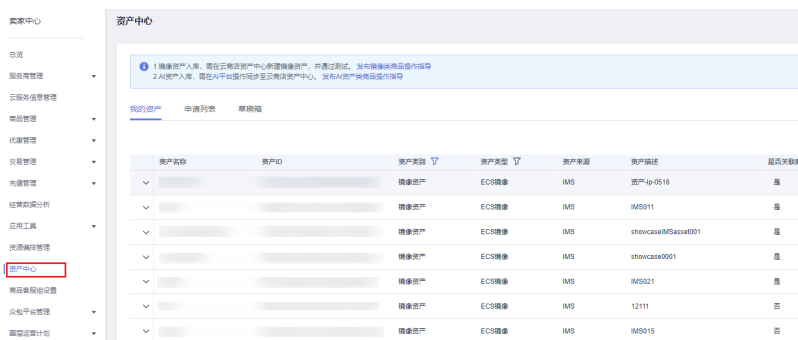 卖家中心
总览
服务商管理
云服务信息管理
商品管理
优惠管理
交易管理
充值管理
经营数据分析
应用工具
资源编排管理
资产中心
商品客服组设置
众包平台管理
圆层运营计划
资产中心
1.镜像资产入库，需在云商店资产中心新建镜像资产，并通过测试。 发布镜像类商品操作指导
2.AI资产入库，需在AI平台操作同步至云商店资产中心。 发布AI资产类商品操作指导
我的资产 申请列表 草稿箱
资产名称 资产ID 资产类别 资产类型 资产来源 资产描述 是否关联
镜像资产 ECS镜像 IMS 资产-lp-0516 是
镜像资产 ECS镜像 IMS IMS011 是
镜像资产 ECS镜像 IMS showcaseIMSasset001 是
镜像资产 ECS镜像 IMS showcase0001 是
镜像资产 ECS镜像 IMS IMS021 是
镜像资产 ECS镜像 IMS 12111 否
镜像资产 ECS镜像 IMS IMS015 否